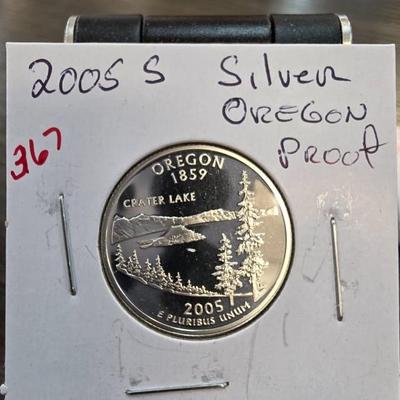 2005 S Silver
OREGON
PROOF
367
OREGON
1859
CRATER LAKE
2005
E PLURIBUS UNUM